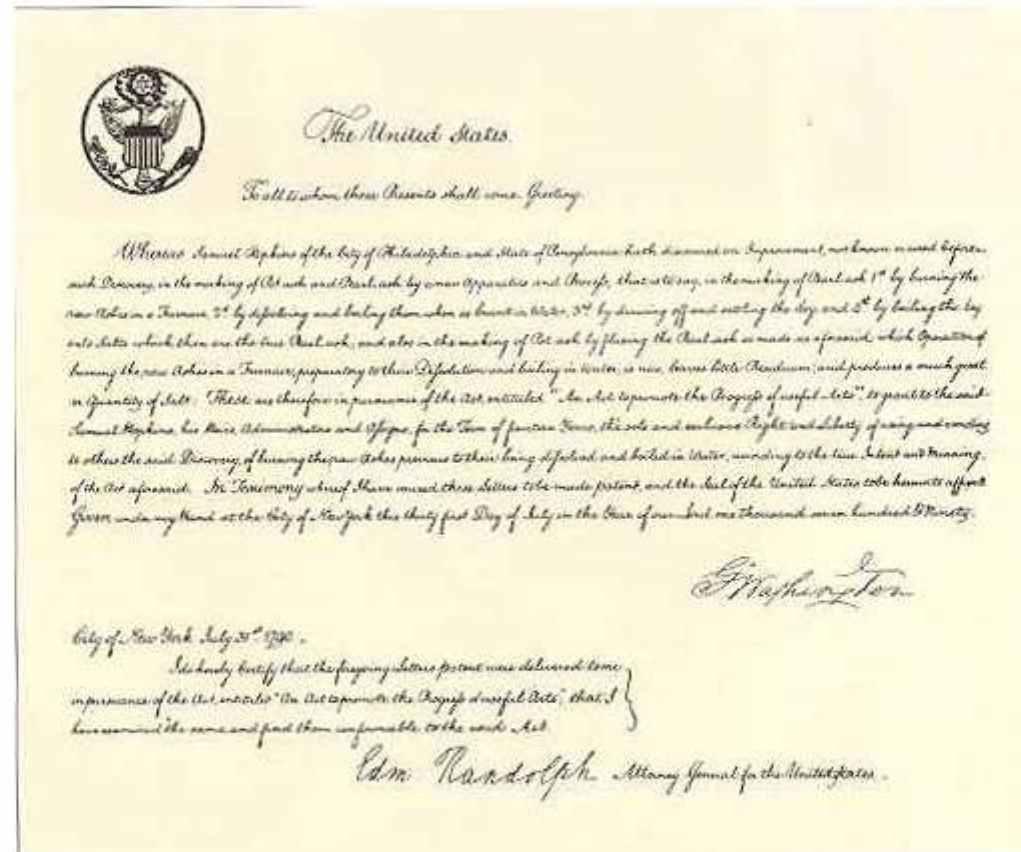 The United States.
To all to whom these Presents shall come Greeting.
Whereas Samuel Hopkins of the City of Philadelphia and State of Pensylvania hath discovered an Improvement, not known or used before
such Discovery, in the making of Pot ash and Pearl ash by a new Apparatus and Process, that is to say, in the making of Pearl ash 1st by burning the
raw Ashes in a Furnace, 2d by dissolving and boiling them when so burnt in Water, 3rd by drawing off and settling the Ley, and 4th by boiling the Ley
into Salts which then are the true Pearl ash; and also in the making of Pot ash by fluxing the Pearl ash so made as aforesaid; which Operation of
burning the raw Ashes in a Furnace, preparatory to their Dissolution and boiling in Water, is new, leaves little Residuum; and produces a much great
er Quantity of Salt: These are therefore in pursuance of the Act, entituled "An Act to promote the Progress of useful Arts", to grant to the said
Samuel Hopkins, his Heirs, Administrators and Assigns, for the Term of fourteen Years, the sole and exclusive Right and Liberty of using and vending
to others the said Discovery, of burning the raw Ashes previous to their being dissolved and boiled in Water, according to the true Intent and Meaning
of the Act aforesaid. In Testimony whereof I have caused these Letters to be made patent, and the Seal of the United States to be hereunto affixed
Given under my Hand at the City of New York this thirty first Day of July in the Year of our Lord one thousand seven hundred & Ninety.
G Washington
City of New York July 31st 1790.
I do hereby Certify that the foregoing Letters patent were delivered to me
in pursuance of the Act, entituled "An Act to promote the Progress of useful Arts"; that I
have examined the same and find them conformable to the said Act.
Edm Randolph Attorney General for the United States.